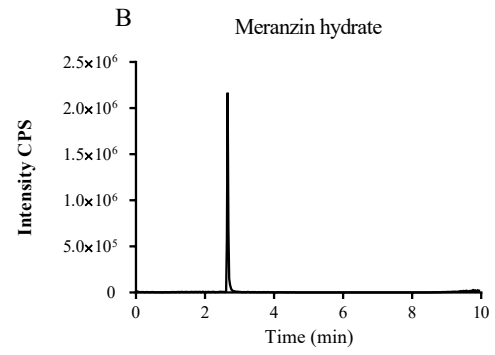 B
Meranzin hydrate
2.5×10⁶
2.0×10⁶
1.5×10⁶
1.0×10⁶
5.0×10⁵
0
Intensity CPS
0 2 4 6 8 10
Time (min)